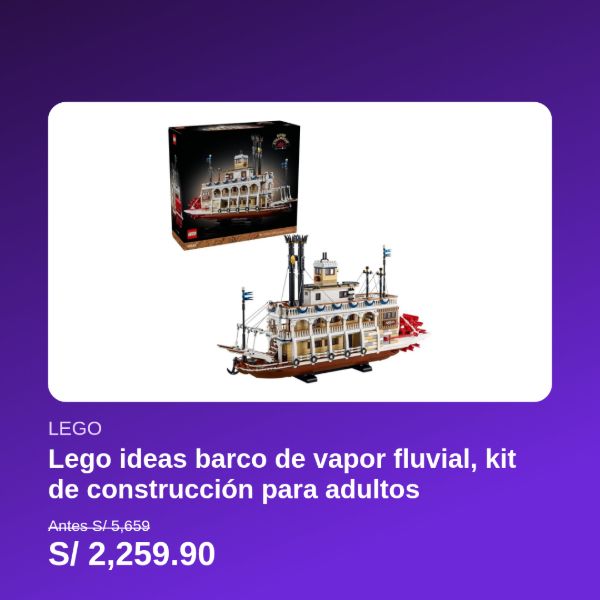 LEGO
Lego ideas barco de vapor fluvial, kit
de construcción para adultos
Antes S/ 5,659
S/ 2,259.90